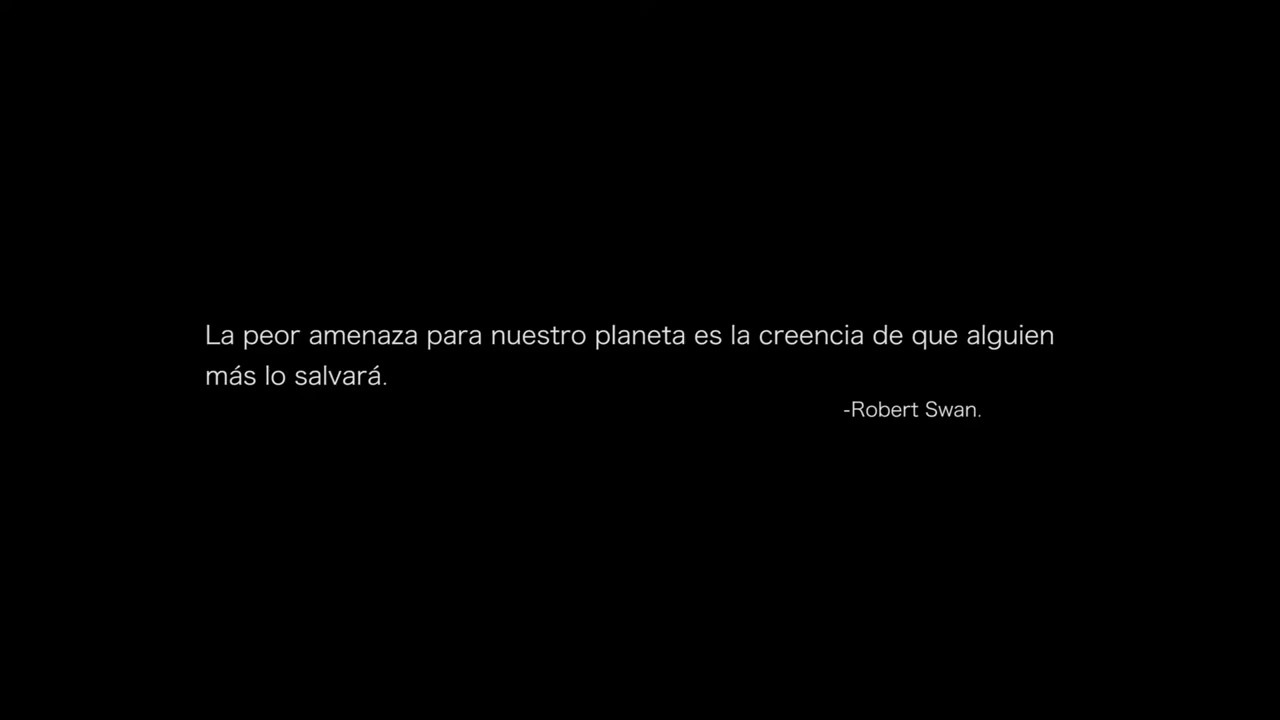 La peor amenaza para nuestro planeta es la creencia de que alguien
más lo salvará.
-Robert Swan.